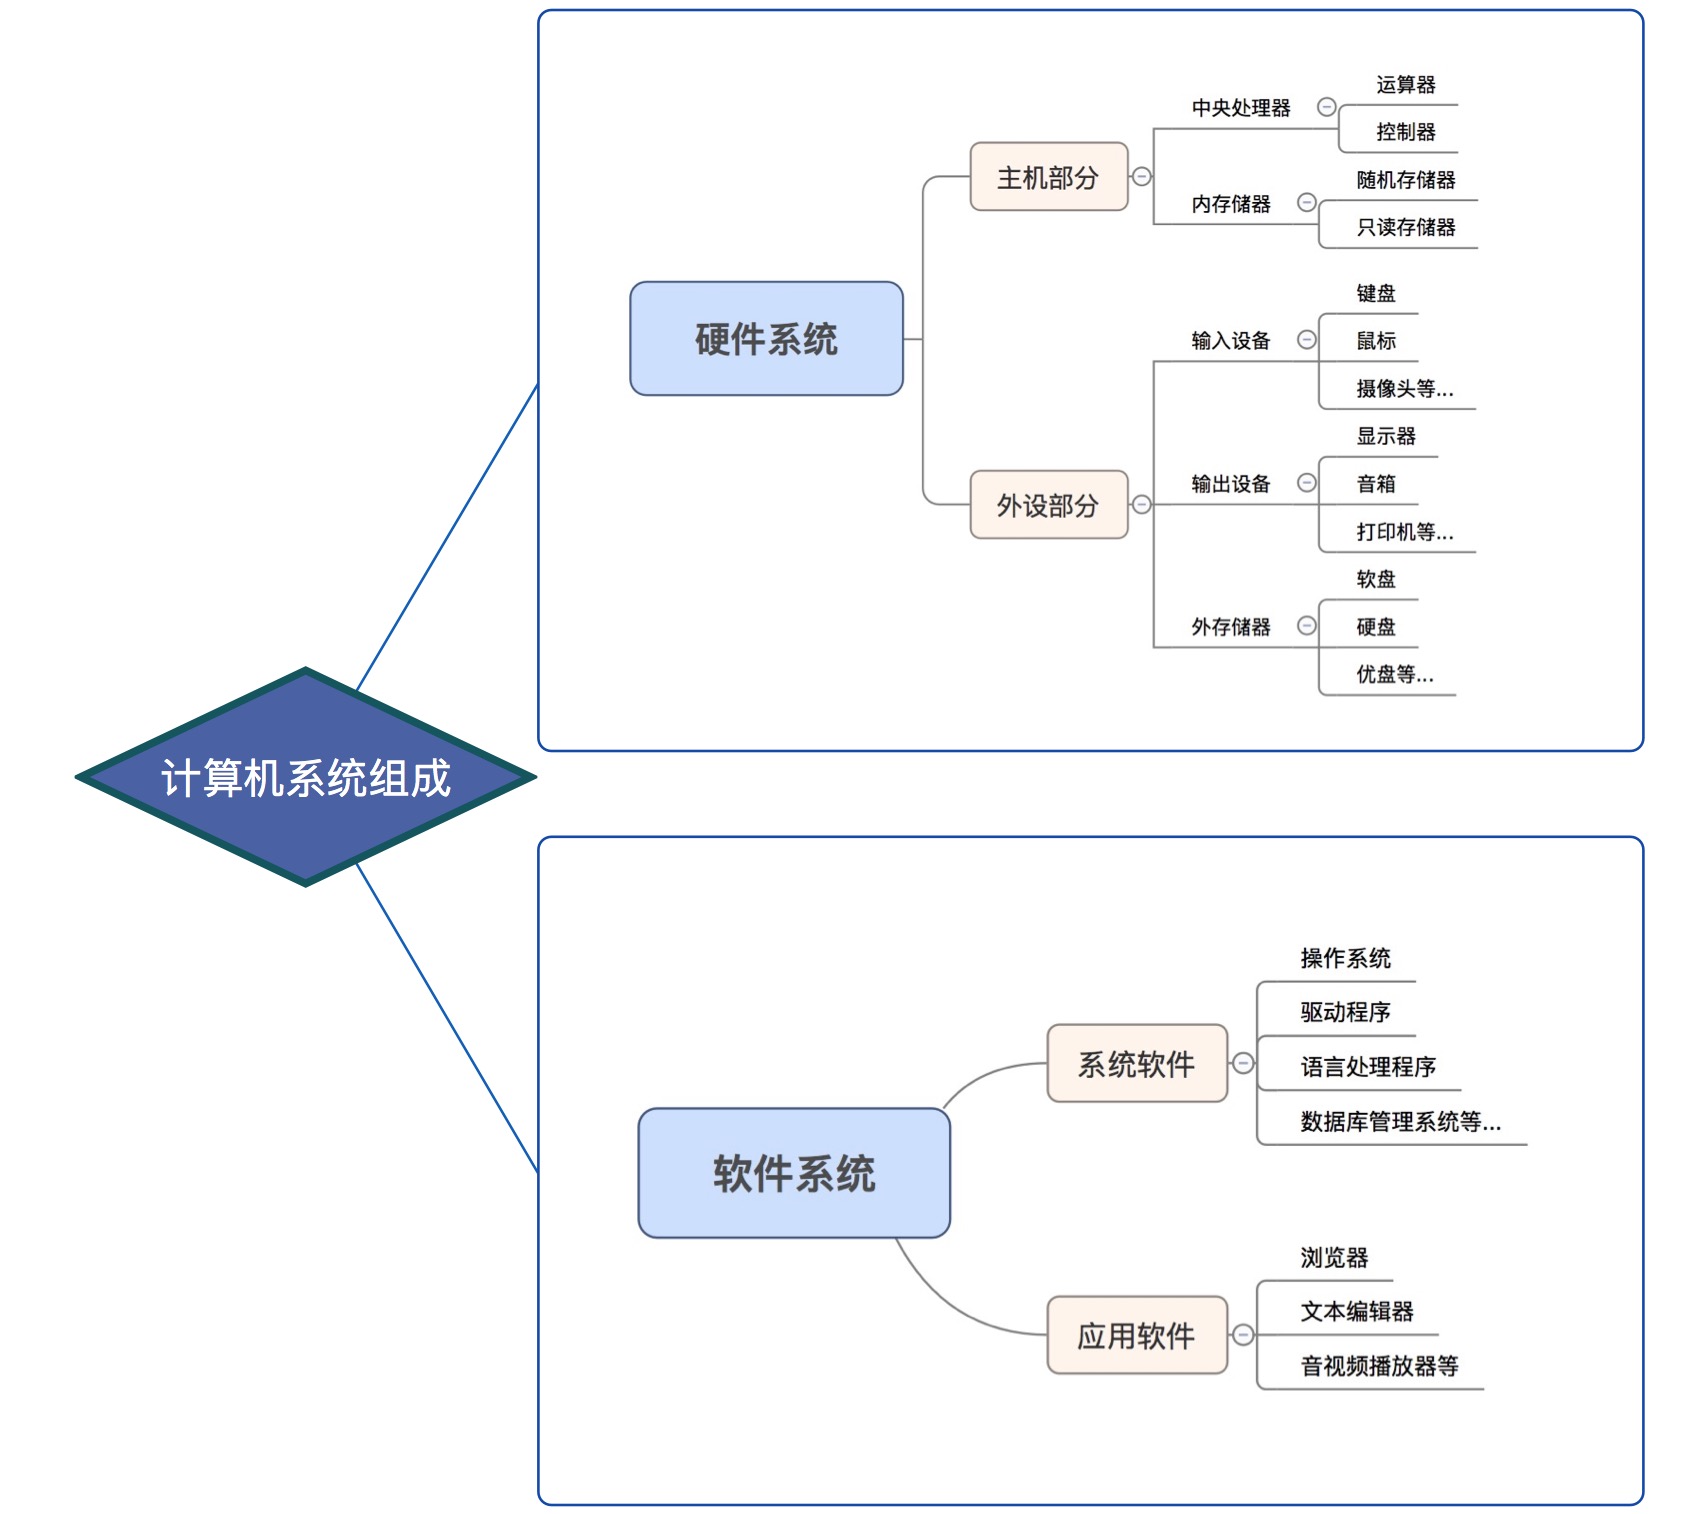 计算机系统组成
硬件系统
主机部分
中央处理器
运算器
控制器
内存储器
随机存储器
只读存储器
外设部分
输入设备
键盘
鼠标
摄像头等...
输出设备
显示器
音箱
打印机等...
外存储器
软盘
硬盘
优盘等...
软件系统
系统软件
操作系统
驱动程序
语言处理程序
数据库管理系统等...
应用软件
浏览器
文本编辑器
音视频播放器等